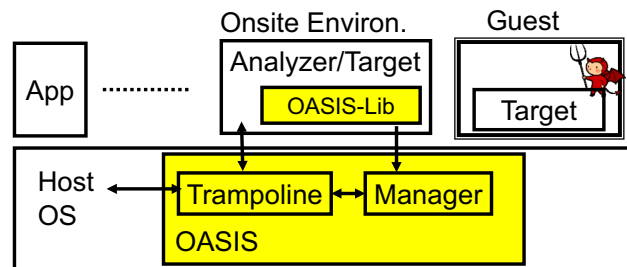 Onsite Environ.
Guest
App
Analyzer/Target
OASIS-Lib
Target
Host
OS
Trampoline
Manager
OASIS